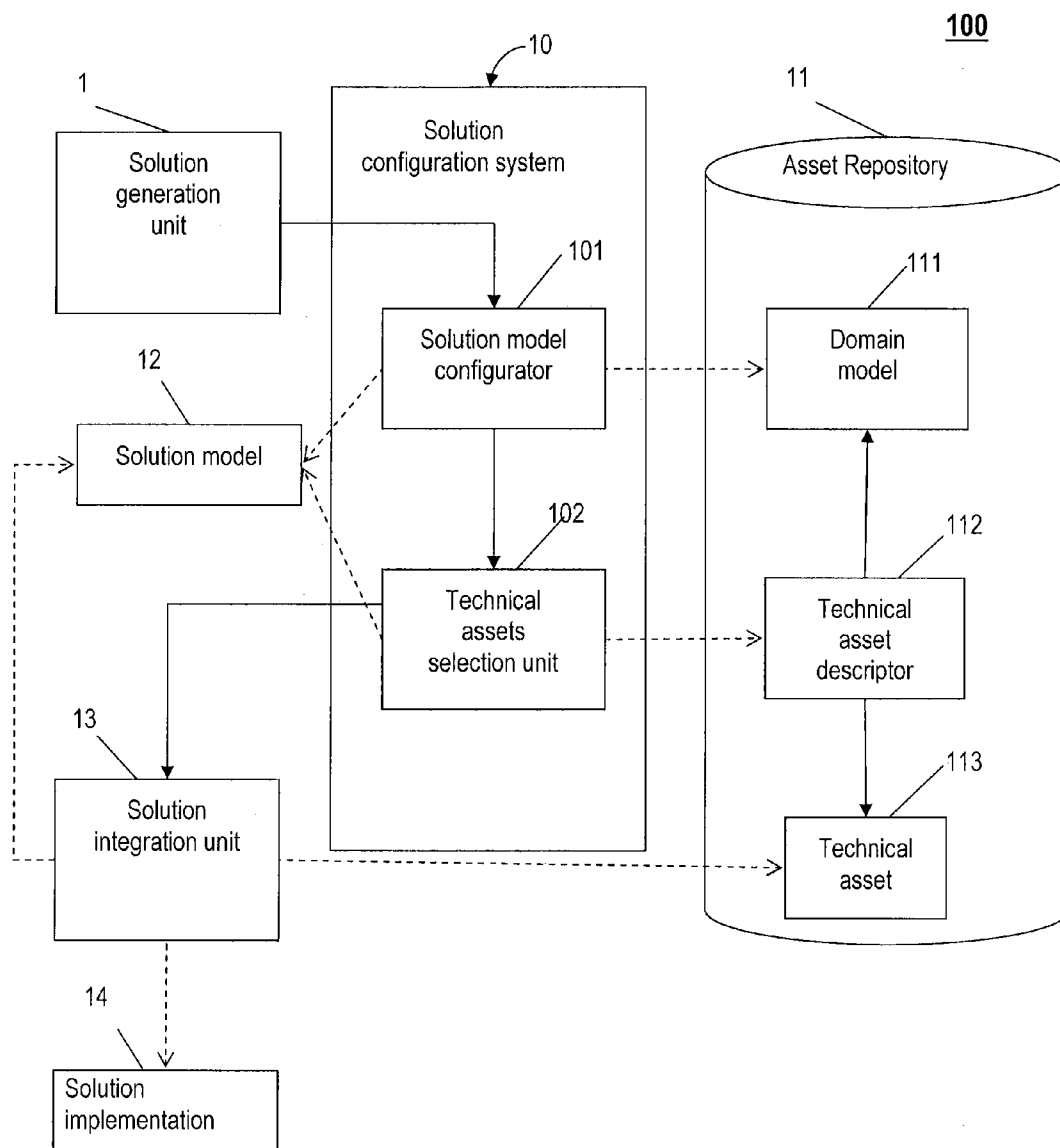 100
10
11
1
Solution
configuration system
Asset Repository
Solution
generation
unit
101
111
Solution model
configurator
Domain
model
12
Solution model
102
112
Technical
assets
selection unit
Technical
asset
descriptor
13
113
Solution
integration unit
Technical
asset
14
Solution
implementation